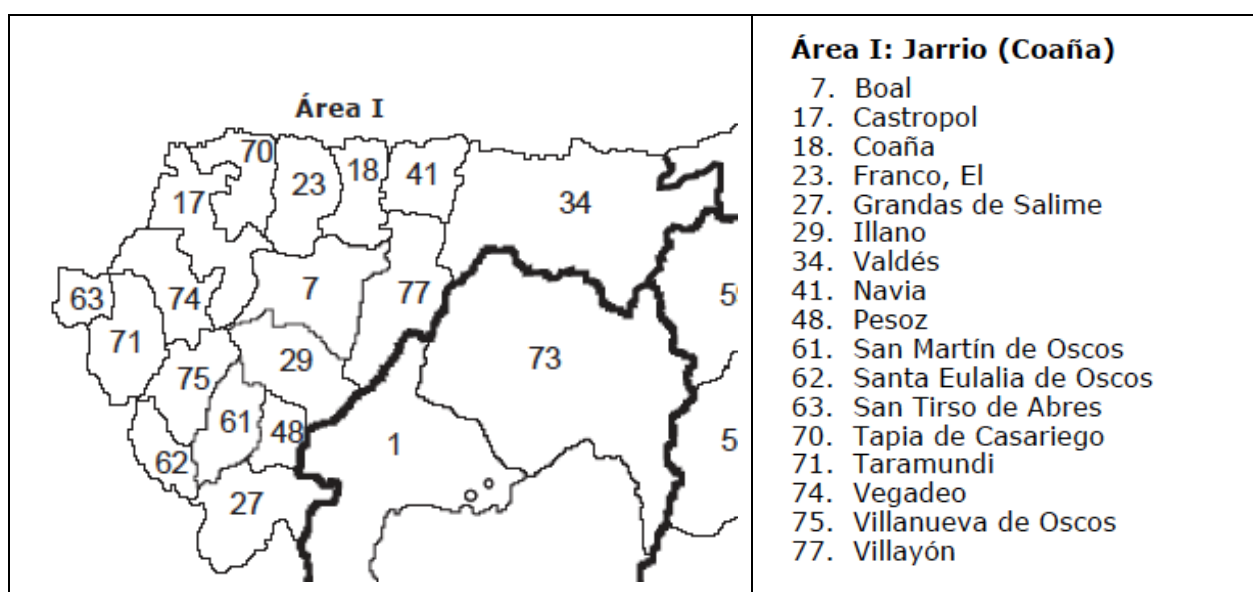 Área I
70
23
18
41
17
34
63
74
7
77
59
71
29
73
75
61
48
1
5
62
27
Área I: Jarrio (Coaña)
7. Boal
17. Castropol
18. Coaña
23. Franco, El
27. Grandas de Salime
29. Illano
34. Valdés
41. Navia
48. Pesoz
61. San Martín de Oscos
62. Santa Eulalia de Oscos
63. San Tirso de Abres
70. Tapia de Casariego
71. Taramundi
74. Vegadeo
75. Villanueva de Oscos
77. Villayón